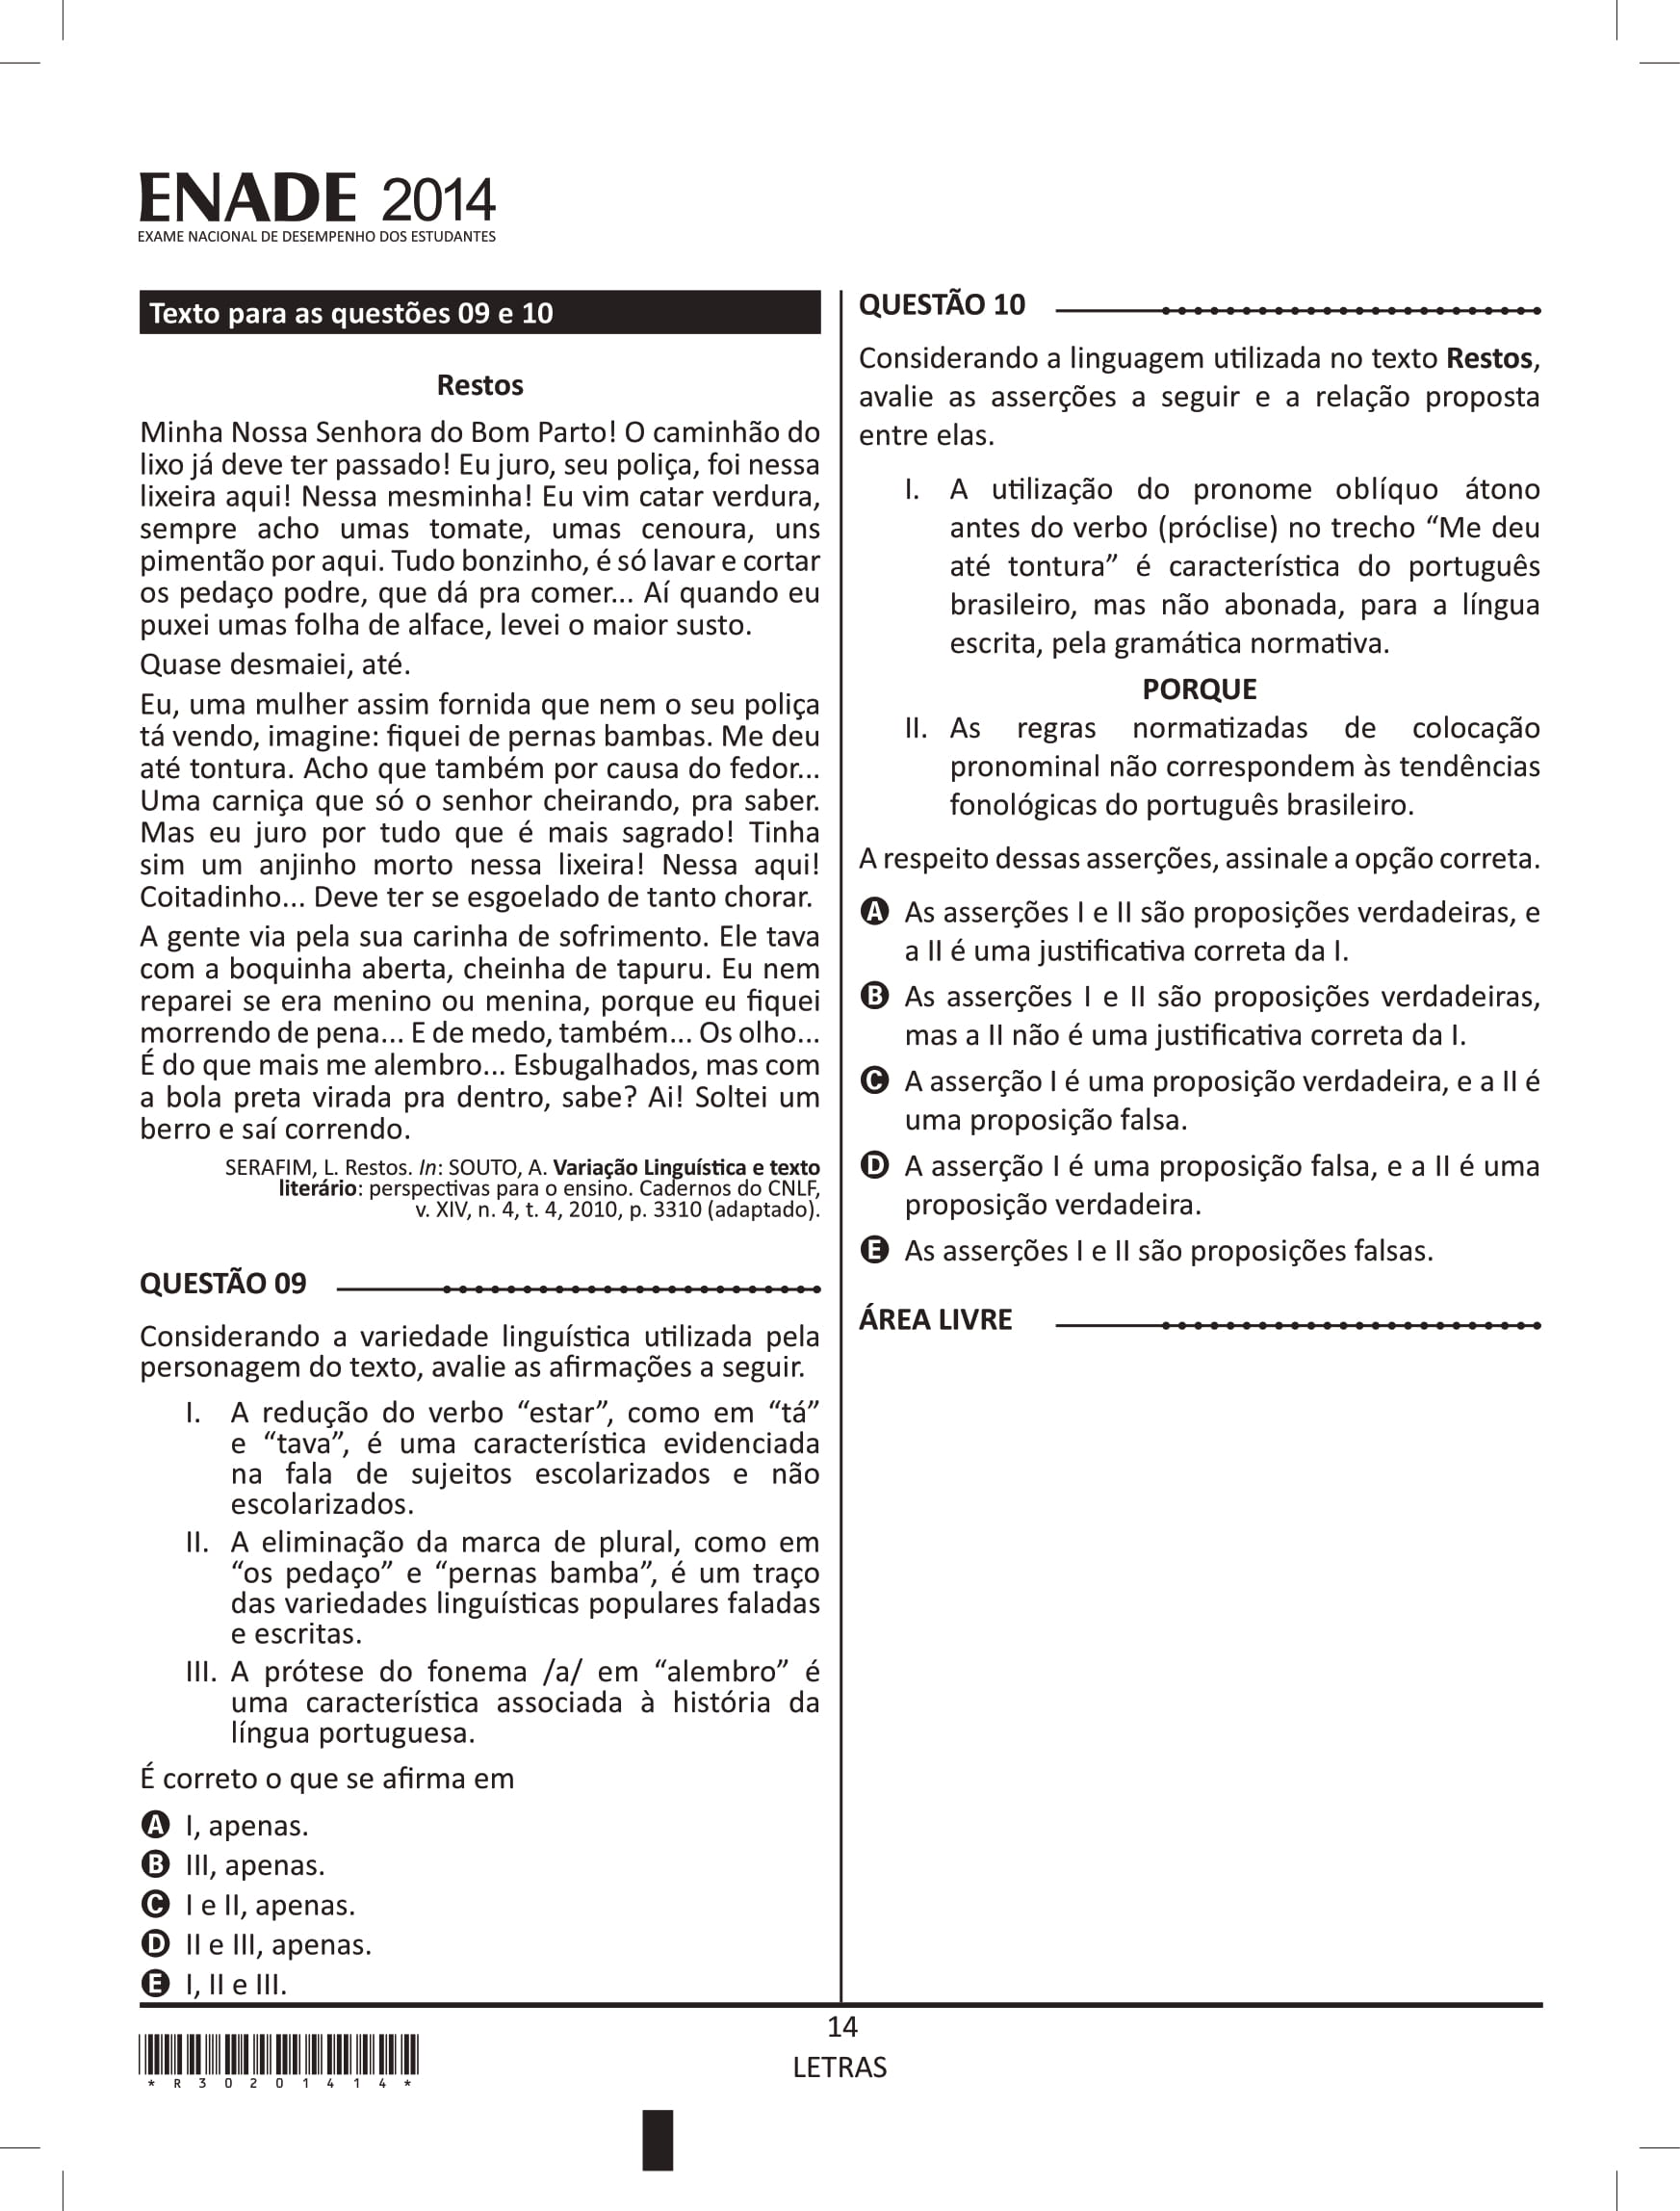 ENADE 2014
EXAME NACIONAL DE DESEMPENHO DOS ESTUDANTES
Texto para as questões 09 e 10
Restos
Minha Nossa Senhora do Bom Parto! O caminhão do
lixo já deve ter passado! Eu juro, seu poliça, foi nessa
lixeira aqui! Nessa mesminha! Eu vim catar verdura,
sempre acho umas tomate, umas cenoura, uns
pimentão por aqui. Tudo bonzinho, é só lavar e cortar
os pedaço podre, que dá pra comer... Aí quando eu
puxei umas folha de alface, levei o maior susto.
Quase desmaiei, até.
Eu, uma mulher assim fornida que nem o seu poliça
tá vendo, imagine: fiquei de pernas bambas. Me deu
até tontura. Acho que também por causa do fedor...
Uma carniça que só o senhor cheirando, pra saber.
Mas eu juro por tudo que é mais sagrado! Tinha
sim um anjinho morto nessa lixeira! Nessa aqui!
Coitadinho... Deve ter se esgoelado de tanto chorar.
A gente via pela sua carinha de sofrimento. Ele tava
com a boquinha aberta, cheinha de tapuru. Eu nem
reparei se era menino ou menina, porque eu fiquei
morrendo de pena... E de medo, também... Os olho...
É do que mais me alembro... Esbugalhados, mas com
a bola preta virada pra dentro, sabe? Ai! Soltei um
berro e saí correndo.
SERAFIM, L. Restos. In: SOUTO, A. Variação Linguística e texto
literário: perspectivas para o ensino. Cadernos do CNLF,
v. XIV, n. 4, t. 4, 2010, p. 3310 (adaptado).
QUESTÃO 09
Considerando a variedade linguística utilizada pela
personagem do texto, avalie as afirmações a seguir.
I. A redução do verbo “estar”, como em “tá”
e “tava”, é uma característica evidenciada
na fala de sujeitos escolarizados e não
escolarizados.
II. A eliminação da marca de plural, como em
“os pedaço” e “pernas bamba”, é um traço
das variedades linguísticas populares faladas
e escritas.
III. A prótese do fonema /a/ em “alembro” é
uma característica associada à história da
língua portuguesa.
É correto o que se afirma em
A I, apenas.
B III, apenas.
C I e II, apenas.
D II e III, apenas.
E I, II e III.
QUESTÃO 10
Considerando a linguagem utilizada no texto Restos,
avalie as asserções a seguir e a relação proposta
entre elas.
I. A utilização do pronome oblíquo átono
antes do verbo (próclise) no trecho “Me deu
até tontura” é característica do português
brasileiro, mas não abonada, para a língua
escrita, pela gramática normativa.
PORQUE
II. As regras normatizadas de colocação
pronominal não correspondem às tendências
fonológicas do português brasileiro.
A respeito dessas asserções, assinale a opção correta.
A As asserções I e II são proposições verdadeiras, e
a II é uma justificativa correta da I.
B As asserções I e II são proposições verdadeiras,
mas a II não é uma justificativa correta da I.
C A asserção I é uma proposição verdadeira, e a II é
uma proposição falsa.
D A asserção I é uma proposição falsa, e a II é uma
proposição verdadeira.
E As asserções I e II são proposições falsas.
ÁREA LIVRE
14
LETRAS
* R 3 0 2 0 1 4 1 4 *